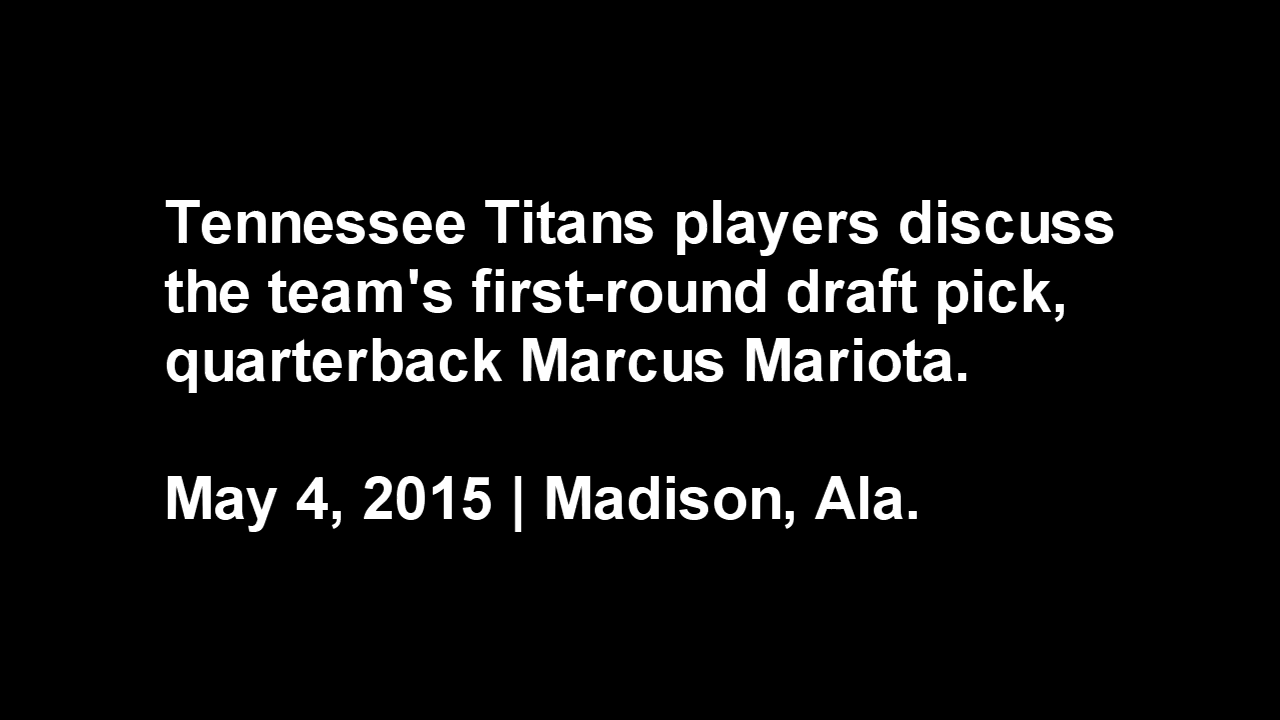 Tennessee Titans players discuss
the team's first-round draft pick,
quarterback Marcus Mariota.
May 4, 2015 | Madison, Ala.